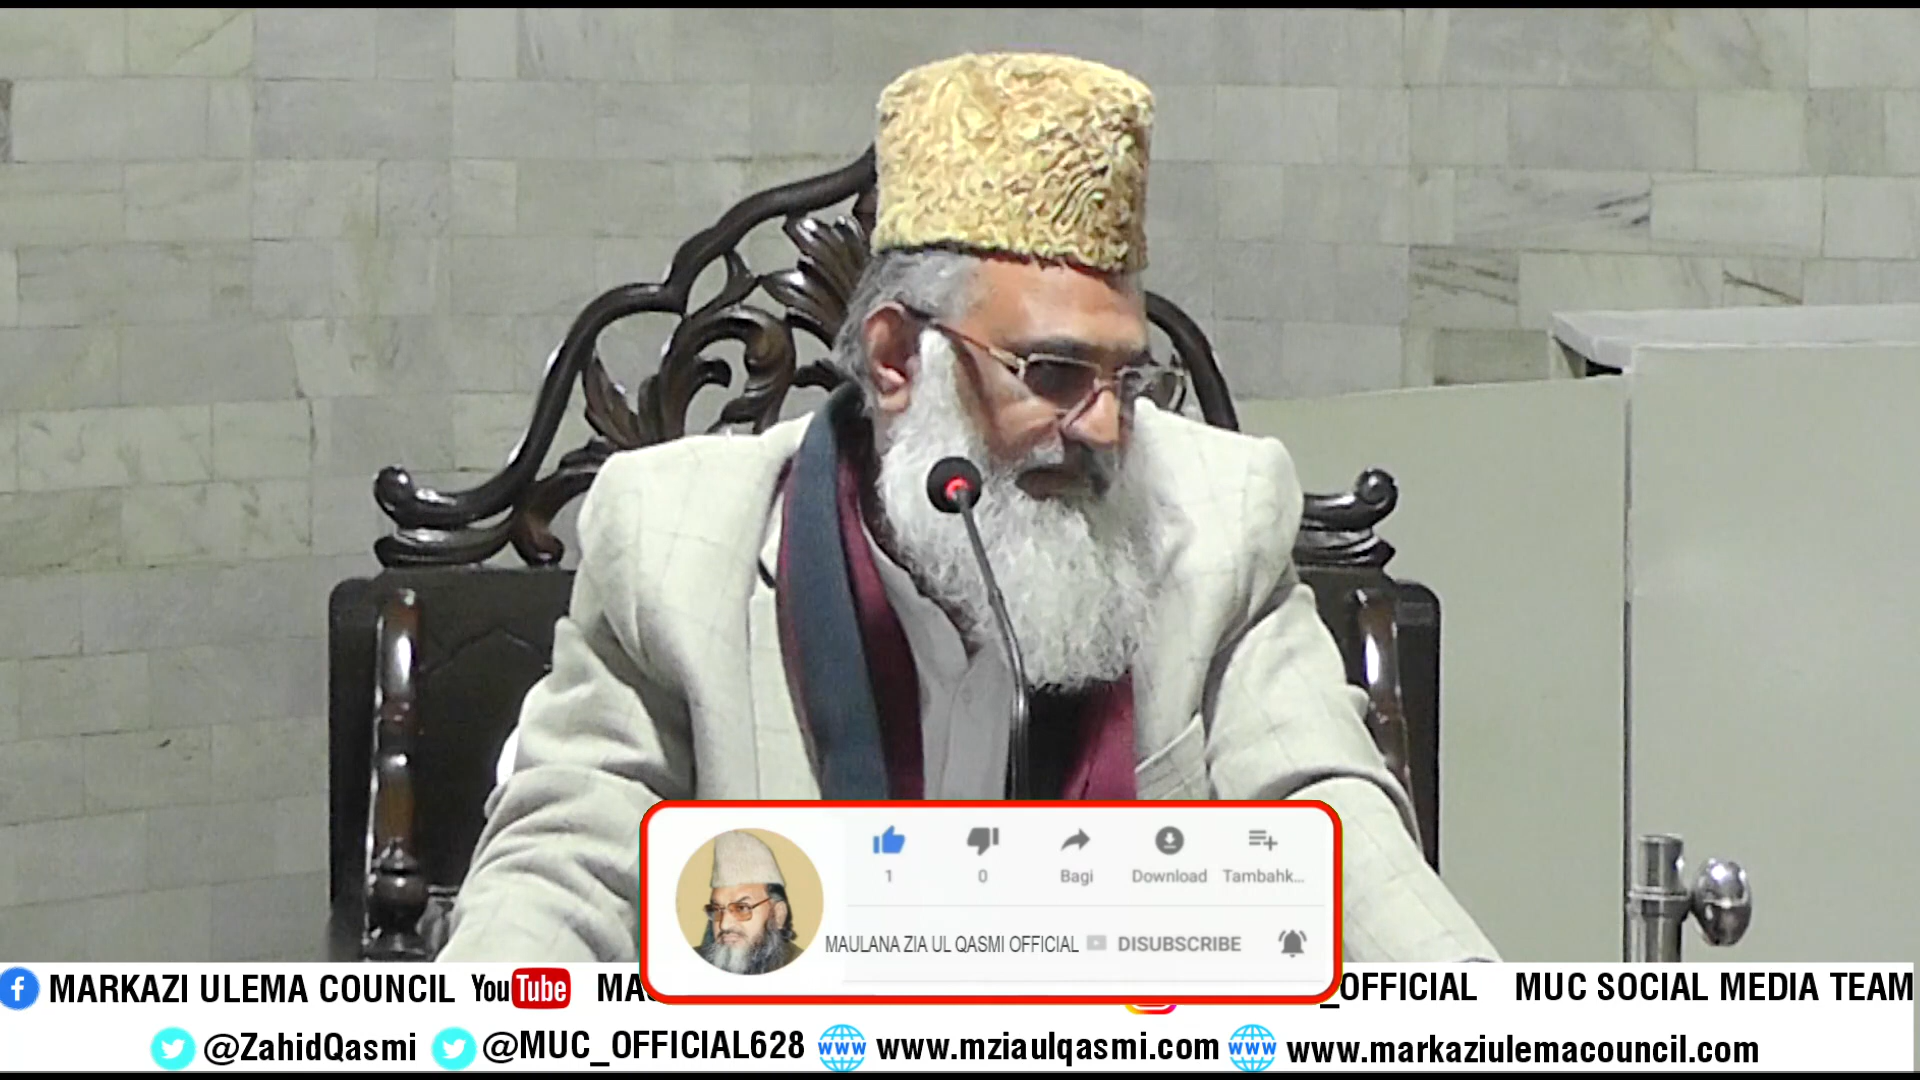 1 0 Bagi Download Tambahk...
MAULANA ZIA UL QASMI OFFICIAL DISUBSCRIBE
MARKAZI ULEMA COUNCIL YouTube _OFFICIAL MUC SOCIAL MEDIA TEAM
@ZahidQasmi @MUC_OFFICIAL628 www www.mziaulqasmi.com www www.markaziulemacouncil.com